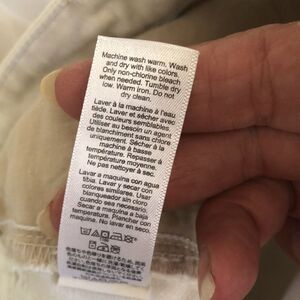 Machine wash warm. Wash
and dry with like colors.
Only non-chlorine bleach
when needed. Tumble dry
low. Warm iron. Do not
dry clean.
Laver à la machine à l'eau
tiède. Laver et sécher avec
des couleurs semblables.
Utiliser au besoin un agent
de blanchiment sans chlore
uniquement. Sécher à la
machine à basse
température. Repasser à
température moyenne.
Ne pas nettoyer à sec.
Lavar a maquina con agua
tibia. Lavar y secar con
colores similares. Usar
blanqueador sin cloro
cuando sea necesario.
Secar a maquina a baja
temperatura. Planchar con
calor medio. No lavar en seco.